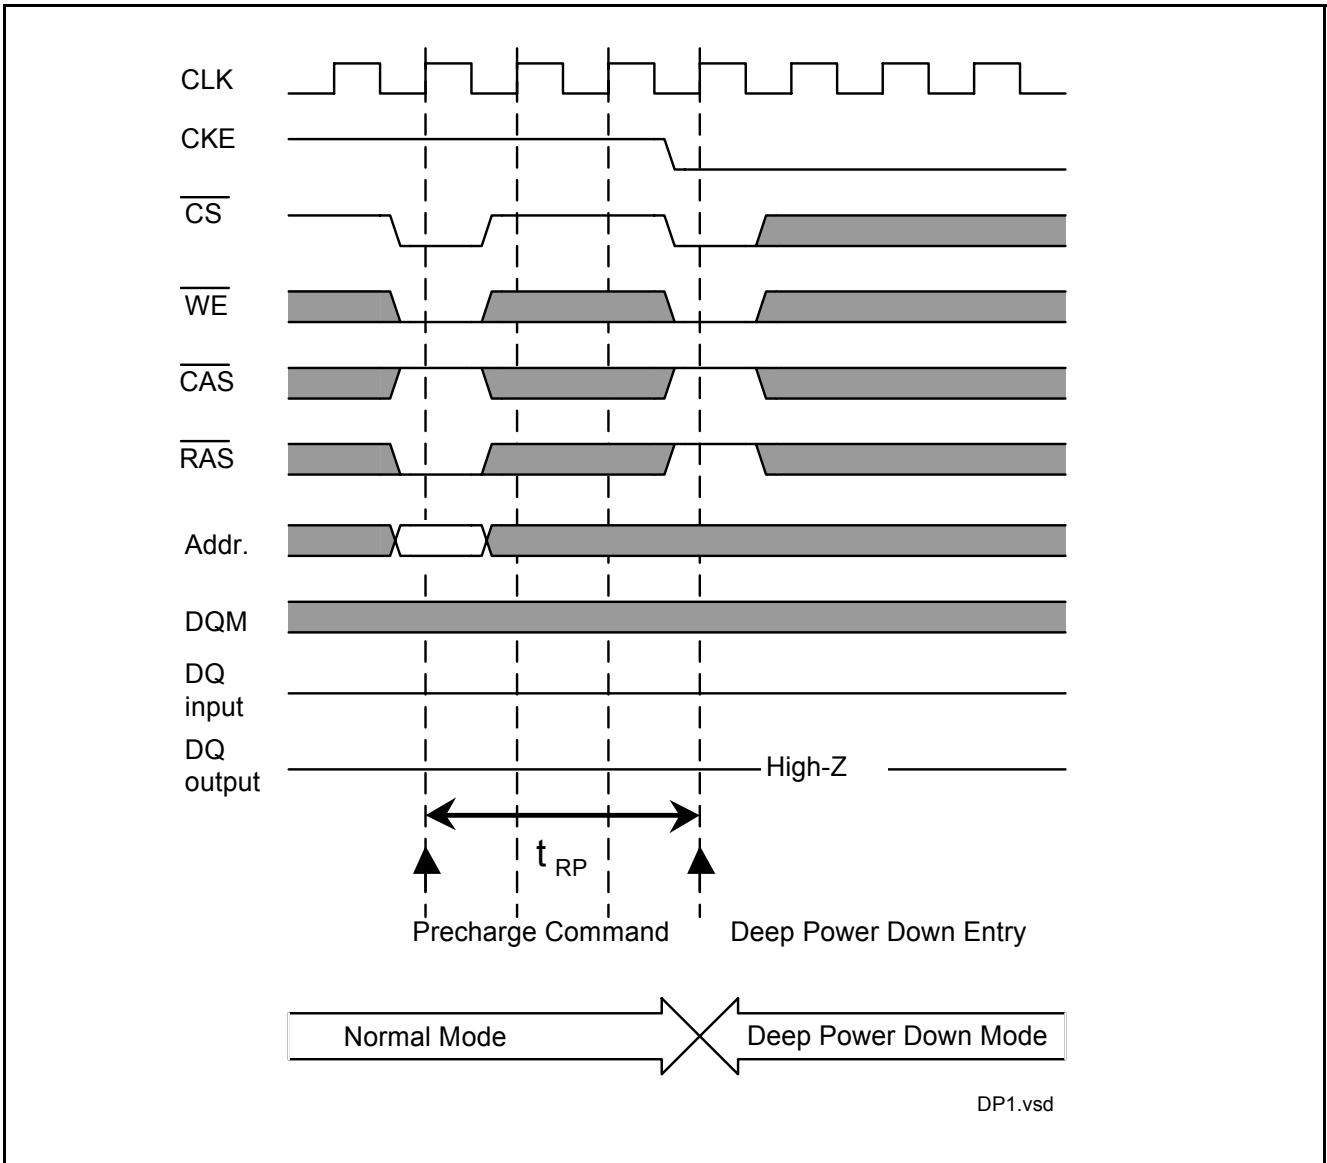 CLK
CKE
CS
WE
CAS
RAS
Addr.
DQM
DQ
input
DQ
output
High-Z
t RP
Precharge Command
Deep Power Down Entry
Normal Mode
Deep Power Down Mode
DP1.vsd